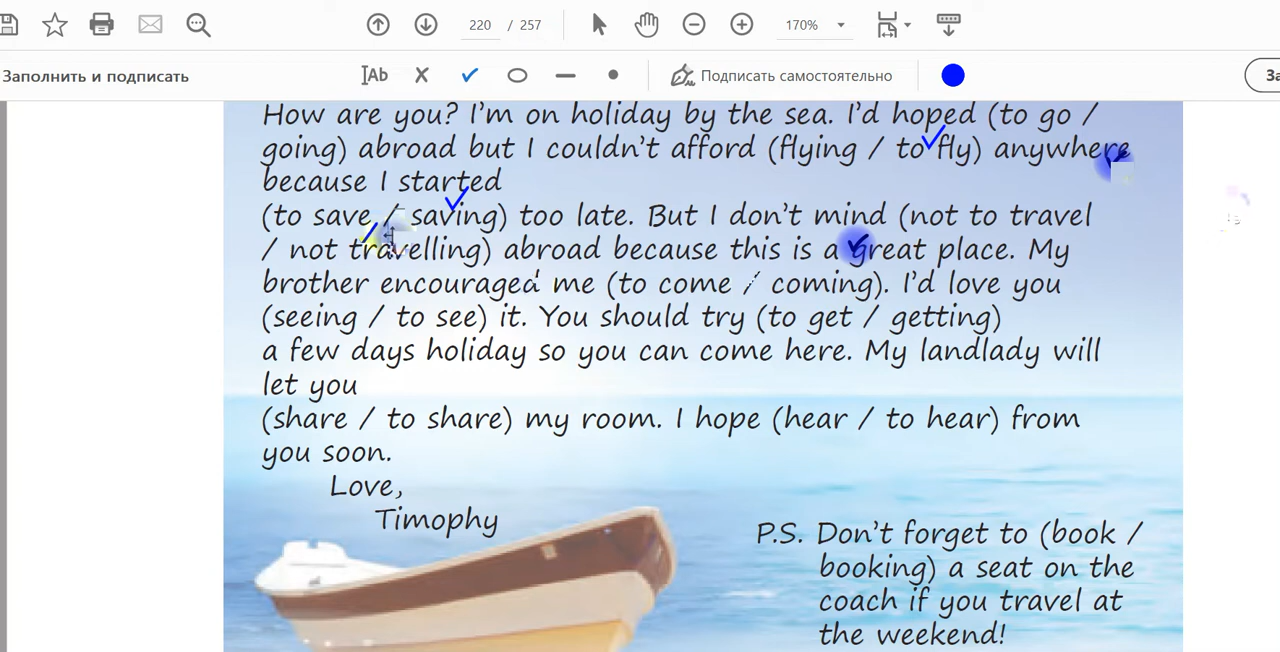 220 / 257
170%
Заполнить и подписать
Ab
Подписать самостоятельно
За
How are you? I'm on holiday by the sea. I'd hoped (to go /
going) abroad but I couldn't afford (flying / to fly) anywhere
because I started
(to save / saving) too late. But I don't mind (not to travel
/ not travelling) abroad because this is a great place. My
brother encouraged me (to come / coming). I'd love you
(seeing / to see) it. You should try (to get / getting)
a few days holiday so you can come here. My landlady will
let you
(share / to share) my room. I hope (hear / to hear) from
you soon.
Love,
Timophy
P.S. Don't forget to (book /
booking) a seat on the
coach if you travel at
the weekend!